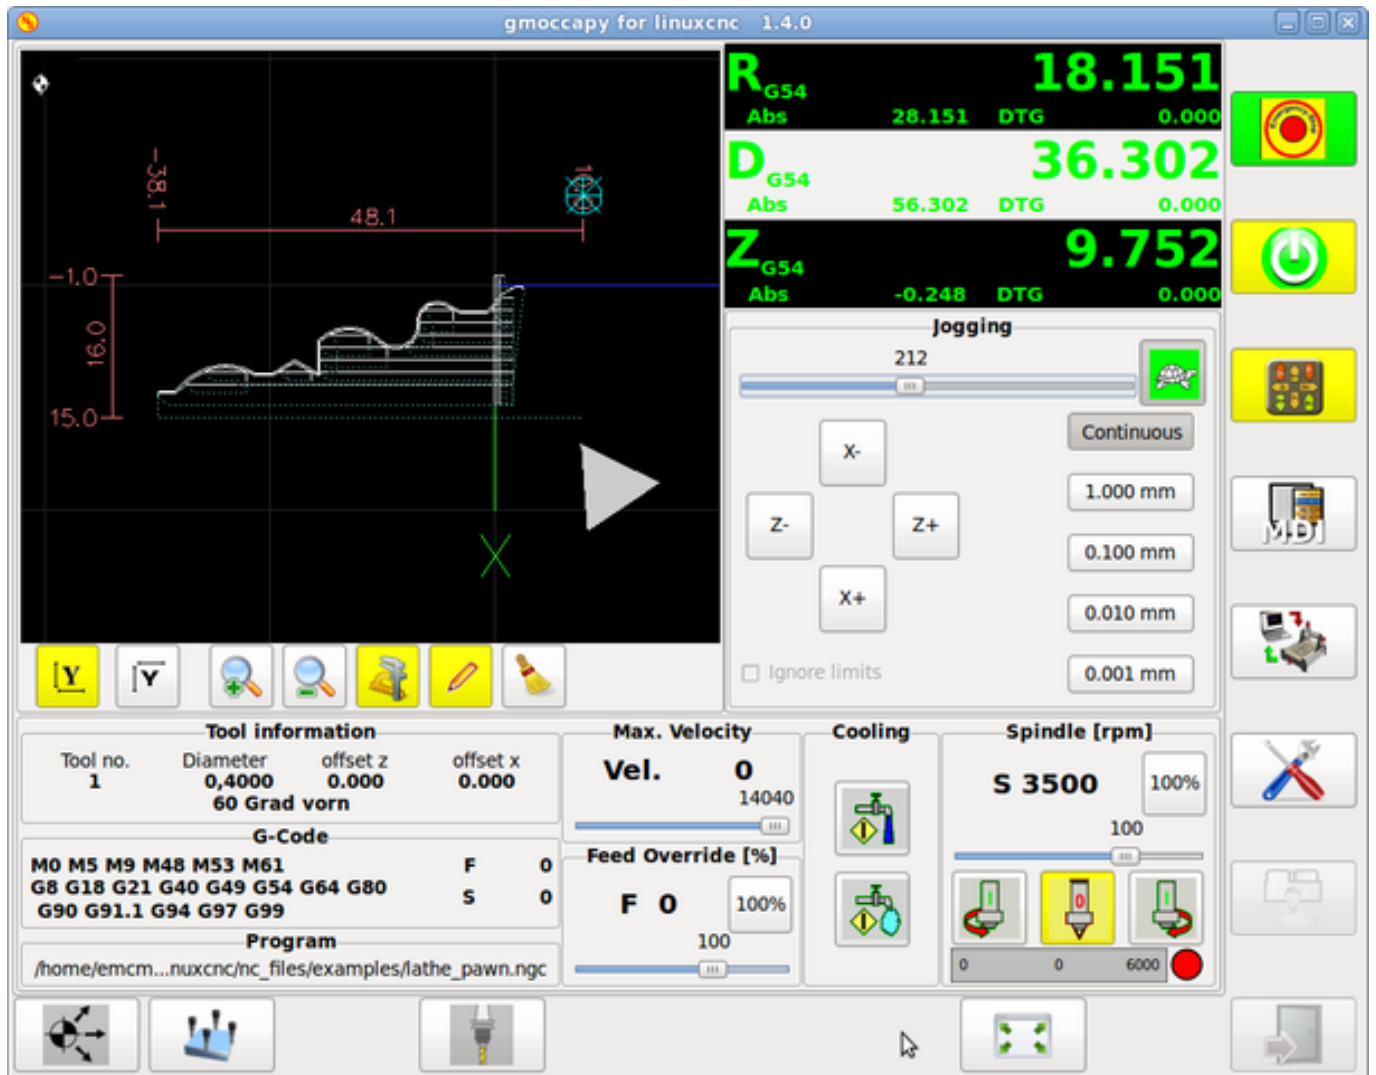 gmoccapy for linuxcnc 1.4.0
R G54 18.151
Abs 28.151 DTG 0.000
D G54 36.302
Abs 56.302 DTG 0.000
Z G54 9.752
Abs -0.248 DTG 0.000
-38.1
48.1
-1.0
16.0
15.0
X
Jogging
212
Continuous
X-
1.000 mm
Z- Z+
0.100 mm
X+
0.010 mm
Ignore limits
0.001 mm
Emergency Stop
MDI
Y Y
Tool information
Tool no. Diameter offset z offset x
1 0,4000 0.000 0.000
60 Grad vorn
G-Code
M0 M5 M9 M48 M53 M61 F 0
G8 G18 G21 G40 G49 G54 G64 G80 S 0
G90 G91.1 G94 G97 G99
Program
/home/emcm...nuxcnc/nc_files/examples/lathe_pawn.ngc
Max. Velocity
Vel. 0
14040
Feed Override [%]
F 0 100%
100
Cooling
I
I
Spindle [rpm]
S 3500 100%
100
I 0 I
0 0 6000